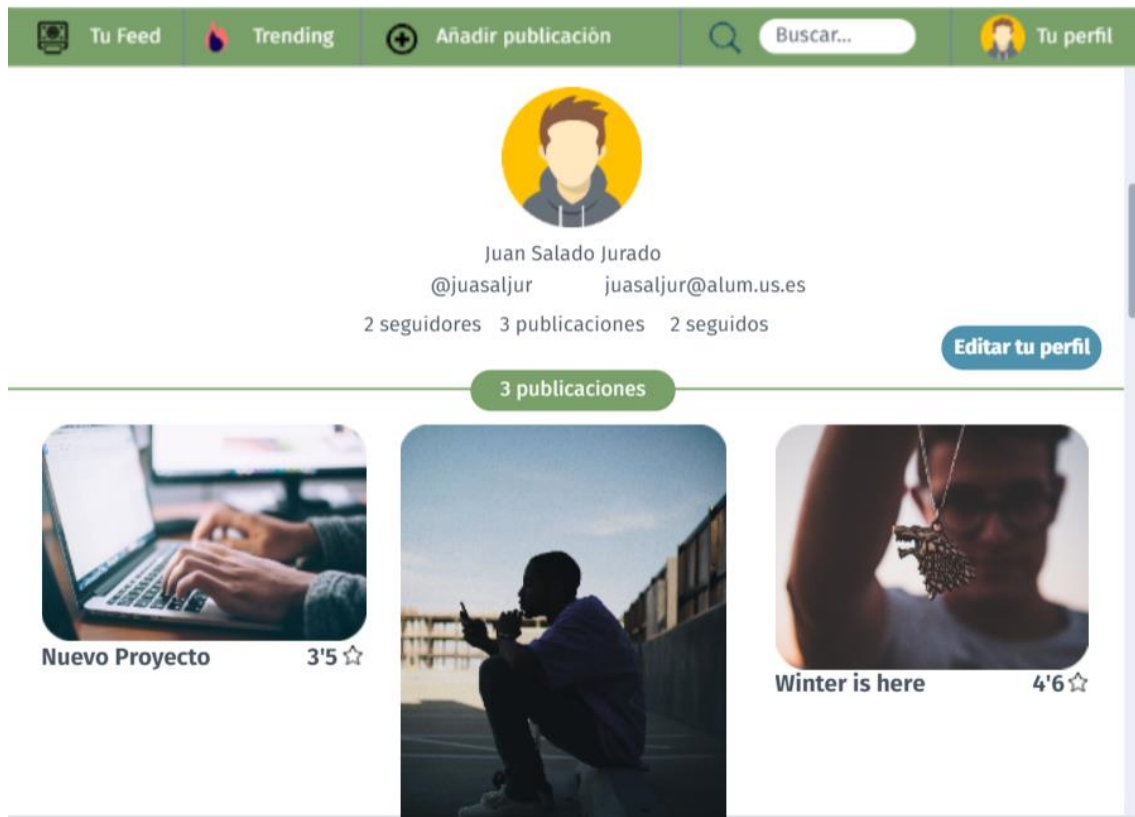 Tu Feed
Trending
Añadir publicación
Buscar...
Tu perfil
Juan Salado Jurado
@juasaljur juasaljur@alum.us.es
2 seguidores 3 publicaciones 2 seguidos
Editar tu perfil
3 publicaciones
Nuevo Proyecto 3'5
Winter is here 4'6